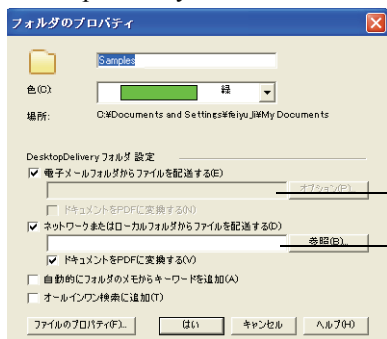 フォルダのプロパティ
Samples
色(C):
緑
場所:
C:¥Documents and Settings¥feiyu_ji¥My Documents
DesktopDelivery フォルダ 設定
電子メールフォルダからファイルを配送する(E)
オプション(P)...
ドキュメントをPDFに変換する(N)
ネットワークまたはローカルフォルダからファイルを配送する(D)
参照(B)...
ドキュメントをPDFに変換する(V)
自動的にフォルダのメモからキーワードを追加(A)
オールインワン検索に追加(T)
ファイルのプロパティ(F)...
はい
キャンセル
ヘルプ(H)